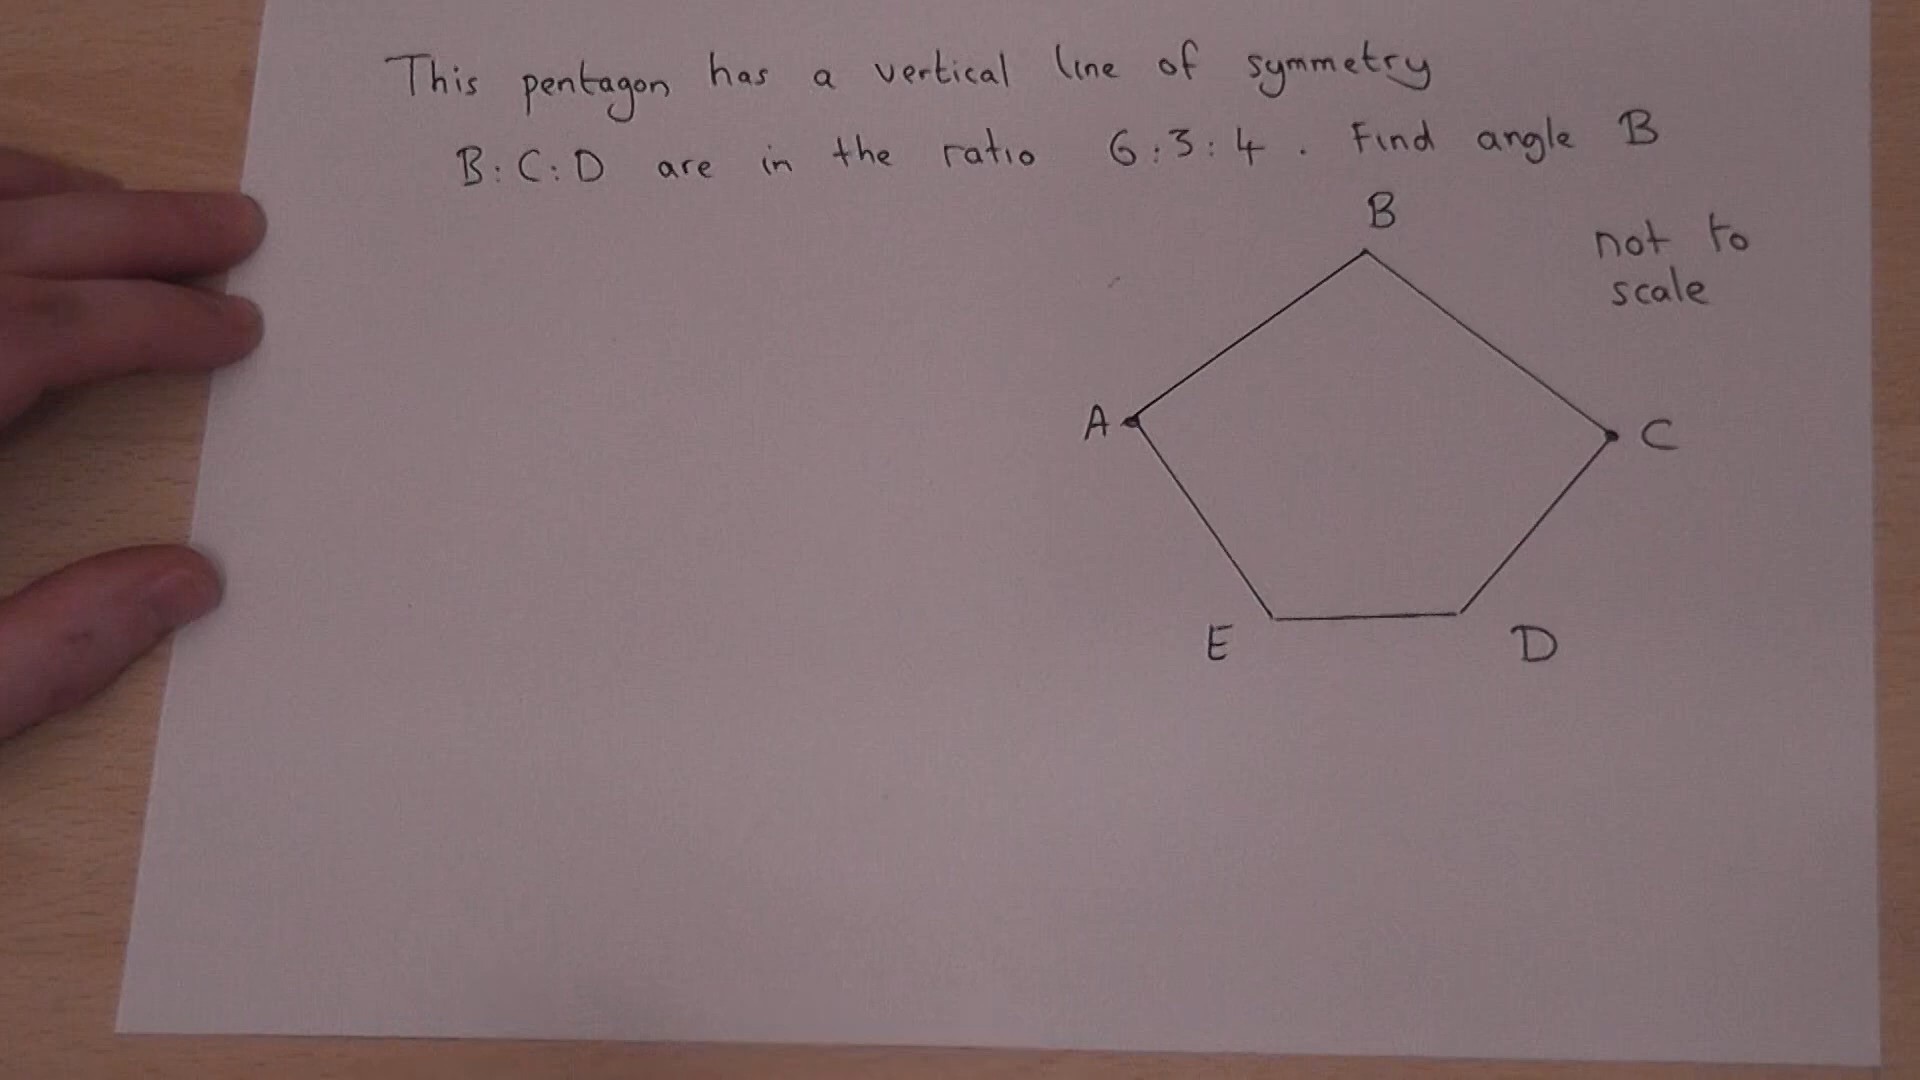 This pentagon has a vertical line of symmetry
B:C:D are in the ratio 6:3:4. Find angle B
B
not to
scale
A
C
E
D